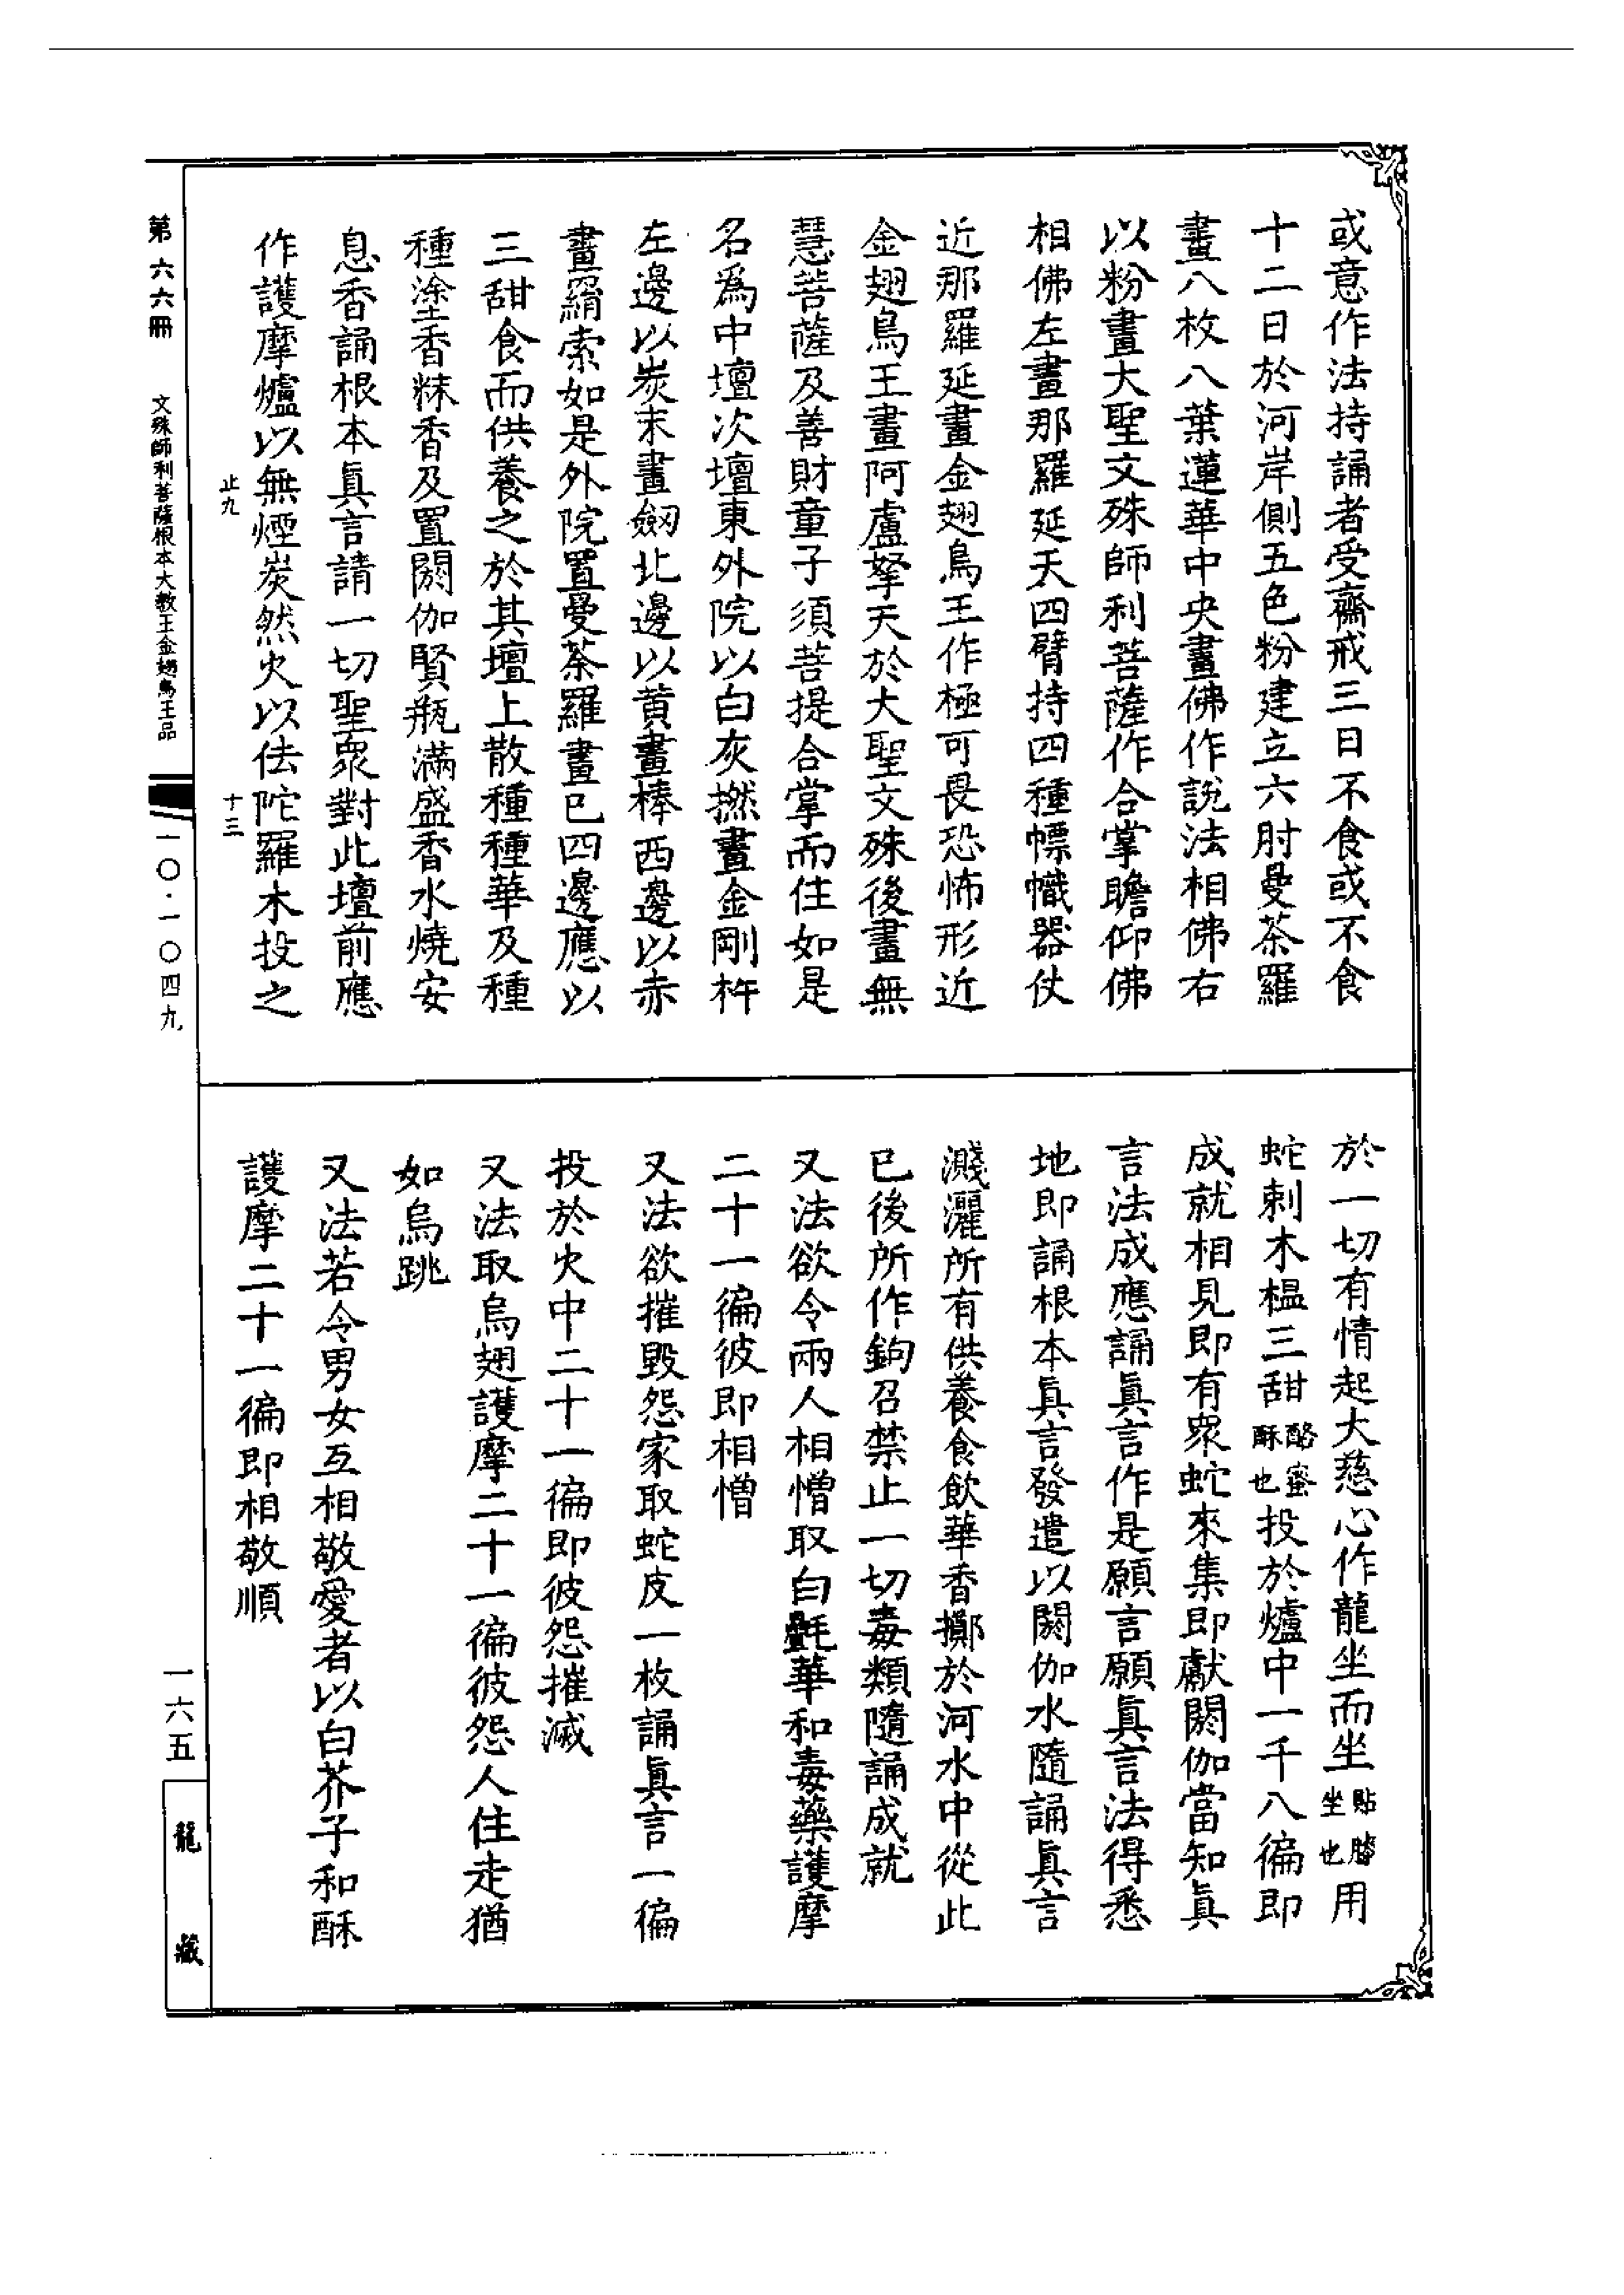 或意作法持誦者受齋戒三日不食或不食
十二日於河岸側五色粉建立六肘曼荼羅
畫八枚八葉蓮華中央畫佛作説法相佛右
以粉畫大聖文殊師利菩薩作合掌瞻仰佛
相佛左畫那羅延天四臂持四種幖幟器仗
近那羅延畫金翅鳥王作極可畏恐怖形近
金翅鳥王畫阿盧拏天於大聖文殊後畫無
慧菩薩及善財童子須菩提合掌而住如是
名爲中壇次壇東外院以白灰撚畫金剛杵
左邊以炭末畫劒北邊以黄畫棒西邊以赤
畫羂索如是外院置曼荼羅畫已四邊應以
三甜食而供養之於其壇上散種種華及種
種塗香粖香及置閼伽賢瓶滿盛香水燒安
息香誦根本眞言請一切聖衆對此壇前應
作護摩爐以無煙炭然火以佉陀羅木投之
止九
十三
於一切有情起大慈心作龍坐而坐貼膝坐也用
蛇剌木榅三甜酪蜜酥也投於爐中一千八徧即
成就相見即有衆蛇來集即獻閼伽當知眞
言法成應誦眞言作是願言願眞言法得悉
地即誦根本眞言發遣以閼伽水隨誦眞言
濺灑所有供養食飲華香擲於河水中從此
已後所作鉤召禁止一切毒類隨誦成就
又法欲令兩人相憎取白㲲華和毒藥護摩
二十一徧彼即相憎
又法欲摧毀怨家取蛇皮一枚誦眞言一徧
投於火中二十一徧即彼怨摧滅
又法取烏翅護摩二十一徧彼怨人住走猶
如烏跳
又法若令男女互相敬愛者以白芥子和酥
護摩二十一徧即相敬順
第六六冊
文殊師利菩薩根本大教王金翅鳥王品
一〇·一〇四九
一六五
龍藏